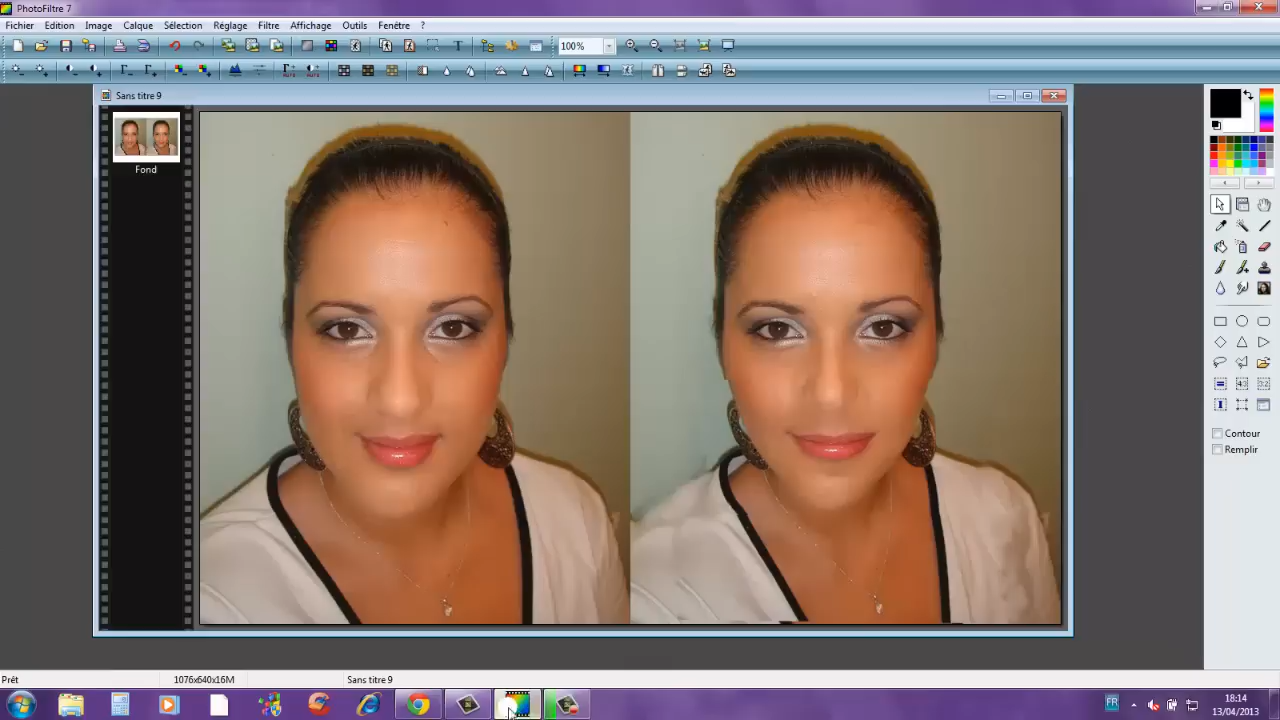 PhotoFiltre 7
Fichier Edition Image Calque Sélection Réglage Filtre Affichage Outils Fenêtre ?
100%
Sans titre 9
Fond
Contour
Remplir
Prêt 1076x640x16M Sans titre 9
FR 18:14
13/04/2013